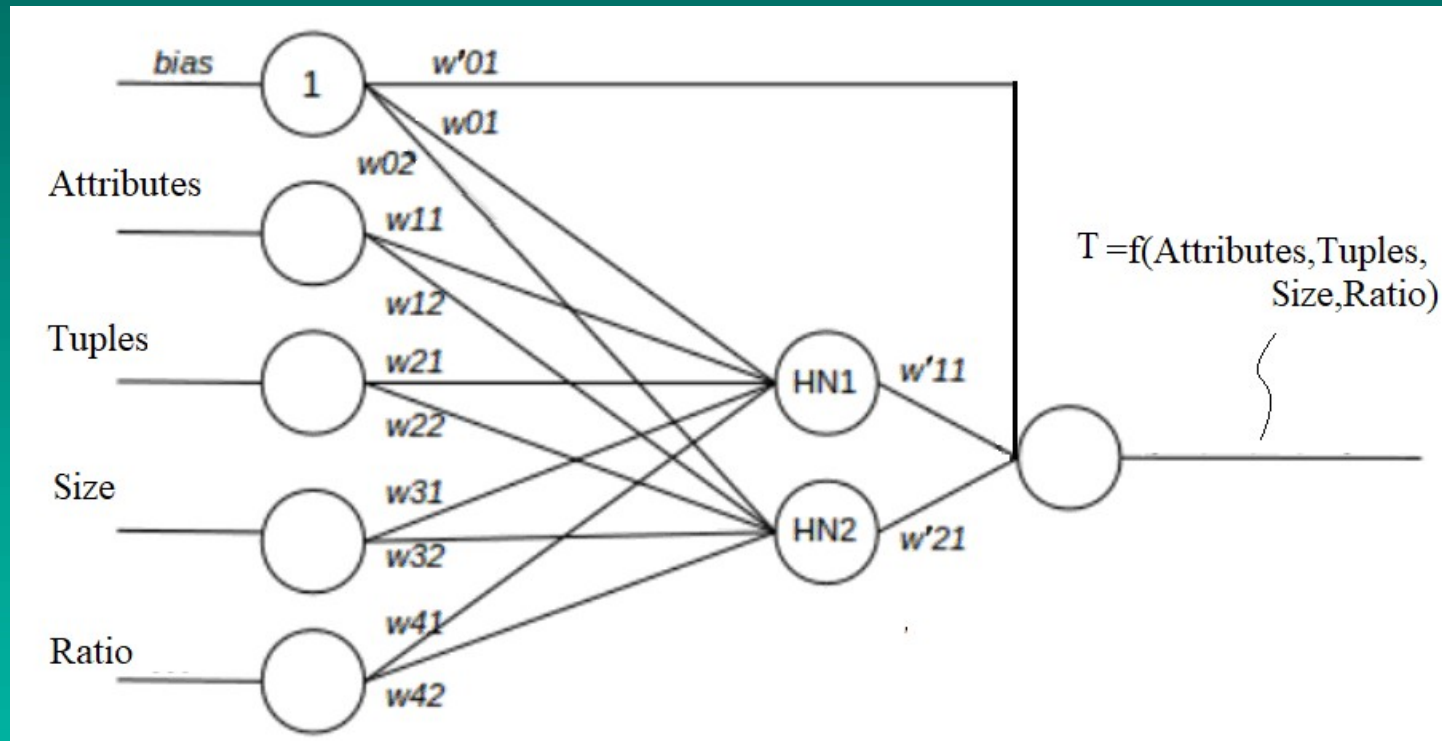 bias
1
w'01
w01
w02
Attributes
w11
w12
Tuples
w21
w22
HN1
w'11
T =f(Attributes,Tuples,
Size,Ratio)
Size
w31
w32
HN2
w'21
Ratio
w41
w42